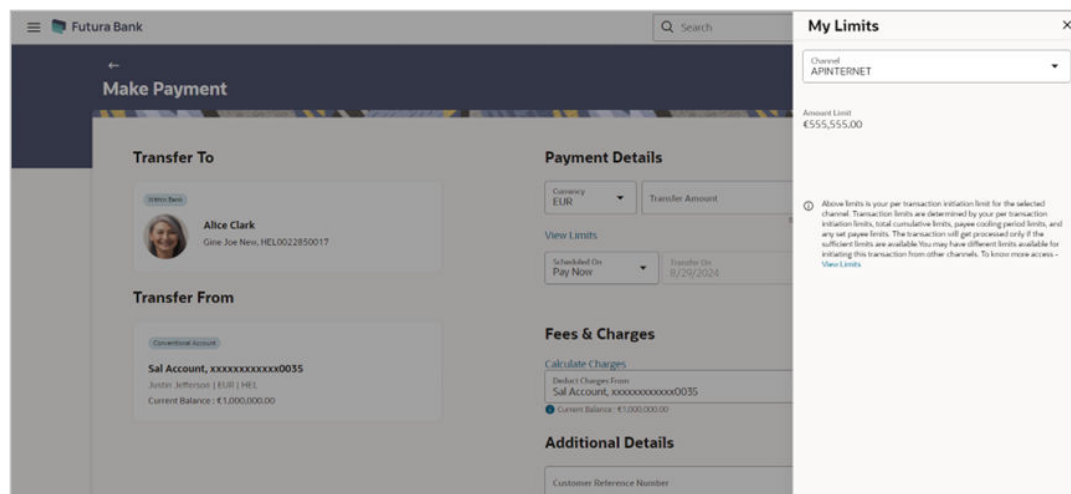 Futura Bank
Search
Make Payment
Transfer To
Within Bank
Alice Clark
Gine Joe New, HEL0022850017
Transfer From
Conventional Account
Sal Account, xxxxxxxxxxxx0035
Justin Jefferson | EUR | HEL
Current Balance : €1,000,000.00
Payment Details
Currency
EUR
Transfer Amount
View Limits
Scheduled On
Pay Now
Transfer On
8/29/2024
Fees & Charges
Calculate Charges
Deduct Charges From
Sal Account, xxxxxxxxxxxx0035
Current Balance : €1,000,000.00
Additional Details
Customer Reference Number
My Limits
Channel
APINTERNET
Amount Limit
€555,555.00
Above limits is your per transaction initiation limit for the selected
channel. Transaction limits are determined by your per transaction
initiation limits, total cumulative limits, payee cooling period limits, and
any set payee limits. The transaction will get processed only if the
sufficient limits are available.You may have different limits available for
initiating this transaction from other channels. To know more access -
View Limits